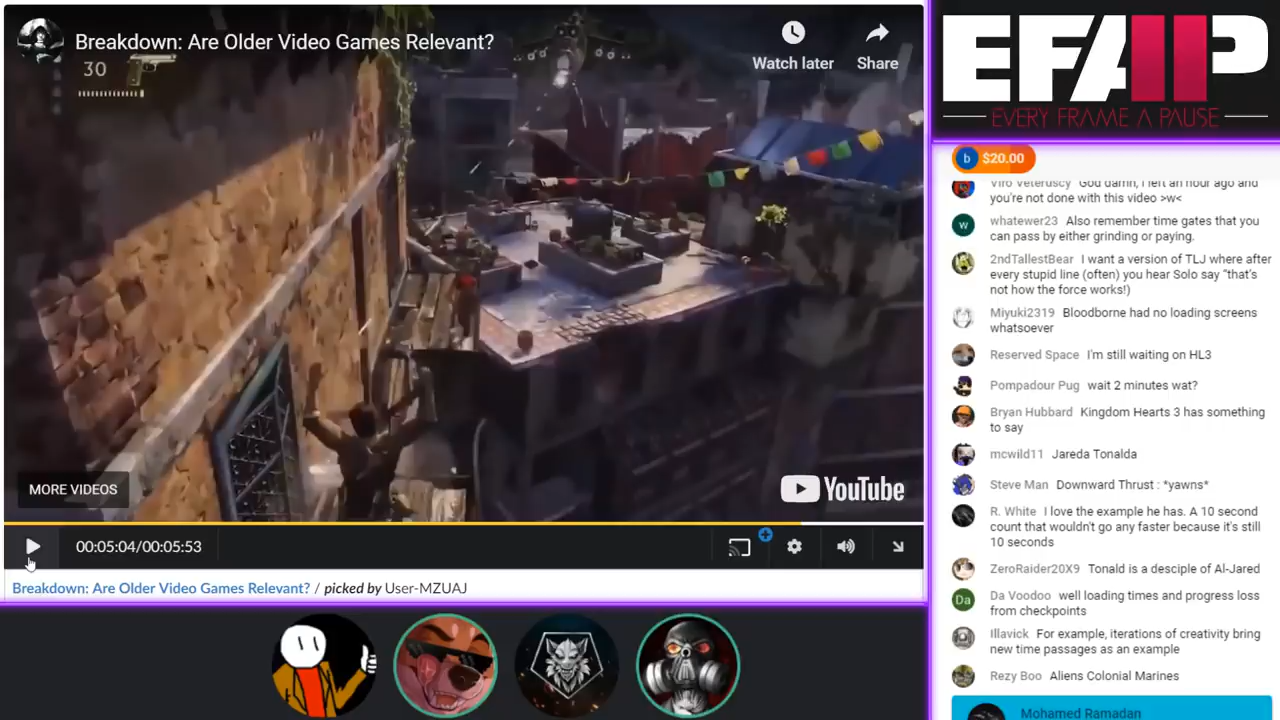 Breakdown: Are Older Video Games Relevant?
30
Watch later
Share
MORE VIDEOS
YouTube
00:05:04/00:05:53
Breakdown: Are Older Video Games Relevant? / picked by User-MZUAJ
EFAP
EVERY FRAME A PAUSE
b $20.00
Viro Veteruscy God damn, I left an hour ago and
you're not done with this video >w<
w whatewer23 Also remember time gates that you
can pass by either grinding or paying.
2ndTallestBear I want a version of TLJ where after
every stupid line (often) you hear Solo say “that's
not how the force works!)
Miyuki2319 Bloodborne had no loading screens
whatsoever
Reserved Space I'm still waiting on HL3
Pompadour Pug wait 2 minutes wat?
Bryan Hubbard Kingdom Hearts 3 has something
to say
mcwild11 Jareda Tonalda
Steve Man Downward Thrust : *yawns*
R. White I love the example he has. A 10 second
count that wouldn't go any faster because it's still
10 seconds
ZeroRaider20X9 Tonald is a desciple of Al-Jared
Da Da Voodoo well loading times and progress loss
from checkpoints
Illavick For example, iterations of creativity bring
new time passages as an example
Rezy Boo Aliens Colonial Marines
Mohamed Ramadan